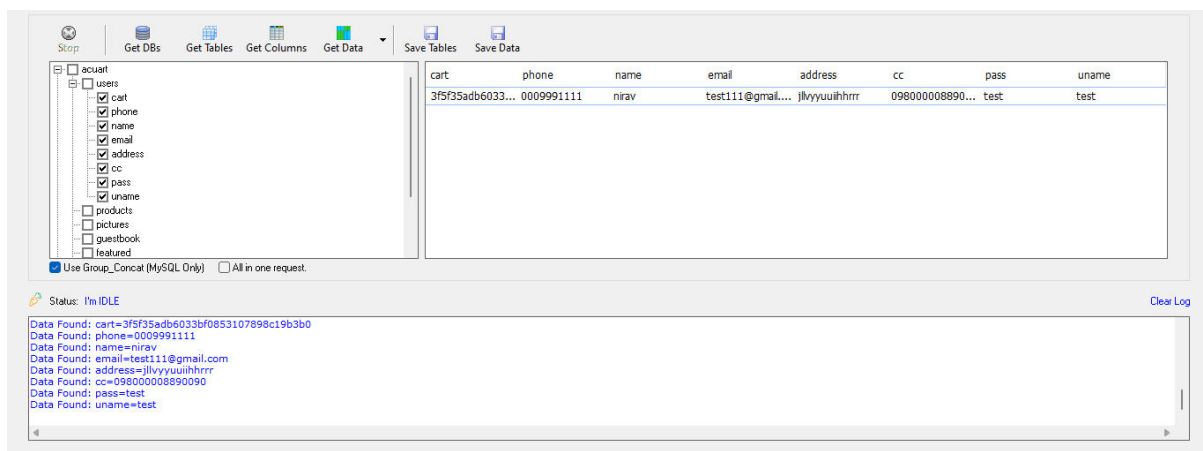 Stop Get DBs Get Tables Get Columns Get Data Save Tables Save Data
acuart
users
cart
phone
name
email
address
cc
pass
uname
products
pictures
guestbook
featured
cart phone name email address cc pass uname
3f5f35adb6033... 0009991111 nirav test111@gmail.... jllvyyuuiihhrrr 098000008890... test test
Use Group_Concat (MySQL Only) All in one request.
Status: I'm IDLE Clear Log
Data Found: cart=3f5f35adb6033bf0853107898c19b3b0
Data Found: phone=0009991111
Data Found: name=nirav
Data Found: email=test111@gmail.com
Data Found: address=jllvyyuuiihhrrr
Data Found: cc=098000008890090
Data Found: pass=test
Data Found: uname=test